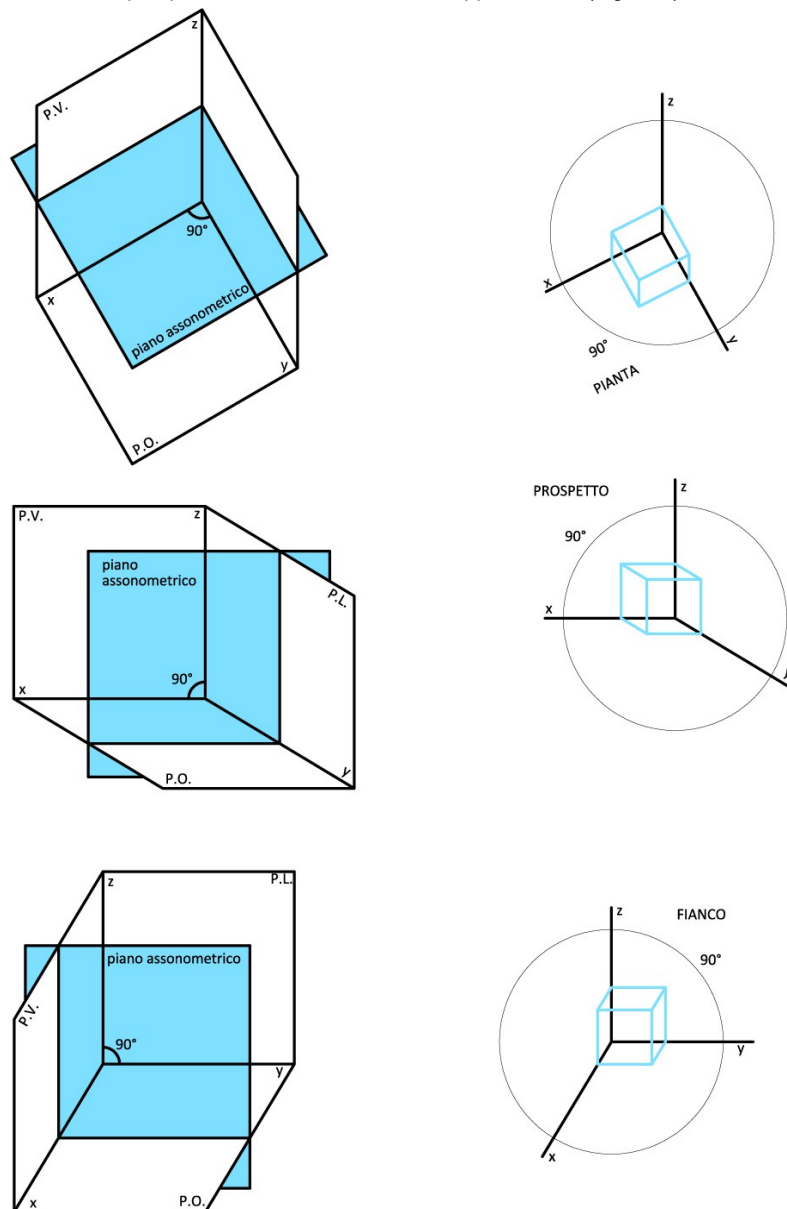 z
P.V.
90°
x
piano assonometrico
y
P.O.
z
x
y
90°
PIANTA
P.V.
z
piano
assonometrico
P.L.
90°
x
y
P.O.
PROSPETTO
z
90°
x
z
P.L.
piano assonometrico
P.V.
90°
y
x
P.O.
z
FIANCO
90°
y
x